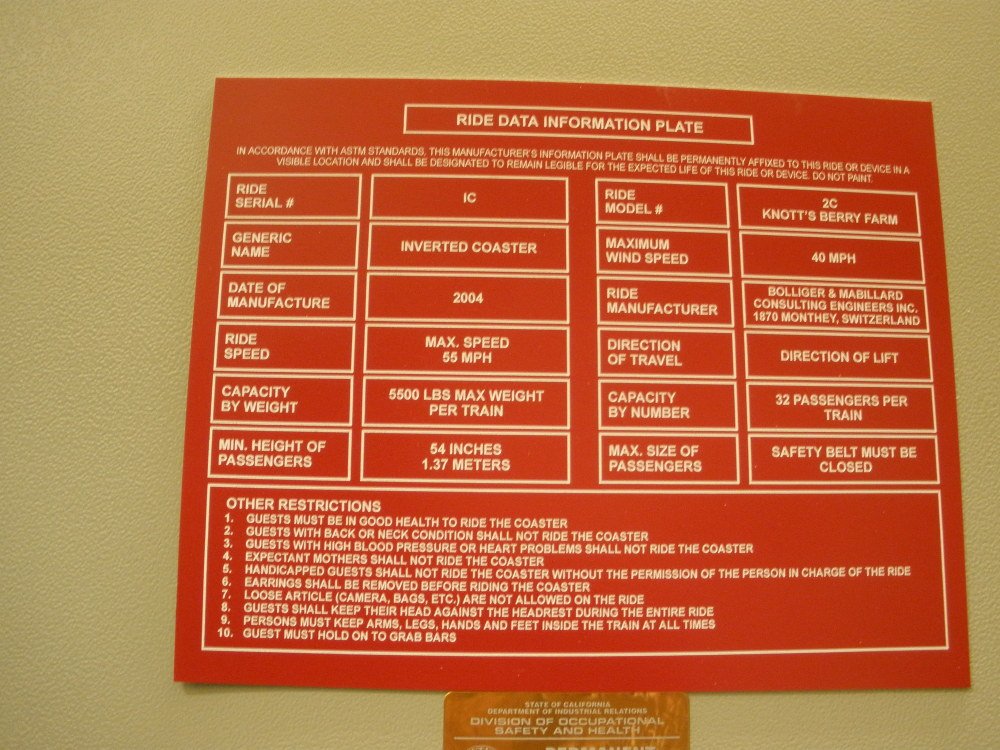 RIDE DATA INFORMATION PLATE
IN ACCORDANCE WITH ASTM STANDARDS. THIS MANUFACTURER'S INFORMATION PLATE SHALL BE PERMANENTLY AFFIXED TO THIS RIDE OR DEVICE IN A
VISIBLE LOCATION AND SHALL BE DESIGNATED TO REMAIN LEGIBLE FOR THE EXPECTED LIFE OF THIS RIDE OR DEVICE. DO NOT PAINT.
RIDE
SERIAL #
IC
RIDE
MODEL #
2C
KNOTT'S BERRY FARM
GENERIC
NAME
INVERTED COASTER
MAXIMUM
WIND SPEED
40 MPH
DATE OF
MANUFACTURE
2004
RIDE
MANUFACTURER
BOLLIGER & MABILLARD
CONSULTING ENGINEERS INC.
1870 MONTHEY, SWITZERLAND
RIDE
SPEED
MAX. SPEED
55 MPH
DIRECTION
OF TRAVEL
DIRECTION OF LIFT
CAPACITY
BY WEIGHT
5500 LBS MAX WEIGHT
PER TRAIN
CAPACITY
BY NUMBER
32 PASSENGERS PER
TRAIN
MIN. HEIGHT OF
PASSENGERS
54 INCHES
1.37 METERS
MAX. SIZE OF
PASSENGERS
SAFETY BELT MUST BE
CLOSED
OTHER RESTRICTIONS
1. GUESTS MUST BE IN GOOD HEALTH TO RIDE THE COASTER
2. GUESTS WITH BACK OR NECK CONDITION SHALL NOT RIDE THE COASTER
3. GUESTS WITH HIGH BLOOD PRESSURE OR HEART PROBLEMS SHALL NOT RIDE THE COASTER
4. EXPECTANT MOTHERS SHALL NOT RIDE THE COASTER
5. HANDICAPPED GUESTS SHALL NOT RIDE THE COASTER WITHOUT THE PERMISSION OF THE PERSON IN CHARGE OF THE RIDE
6. EARRINGS SHALL BE REMOVED BEFORE RIDING THE COASTER
7. LOOSE ARTICLE (CAMERA, BAGS, ETC.) ARE NOT ALLOWED ON THE RIDE
8. GUESTS SHALL KEEP THEIR HEAD AGAINST THE HEADREST DURING THE ENTIRE RIDE
9. PERSONS MUST KEEP ARMS, LEGS, HANDS AND FEET INSIDE THE TRAIN AT ALL TIMES
10. GUEST MUST HOLD ON TO GRAB BARS
STATE OF CALIFORNIA
DEPARTMENT OF INDUSTRIAL RELATIONS
DIVISION OF OCCUPATIONAL
SAFETY AND HEALTH
PERMANENT